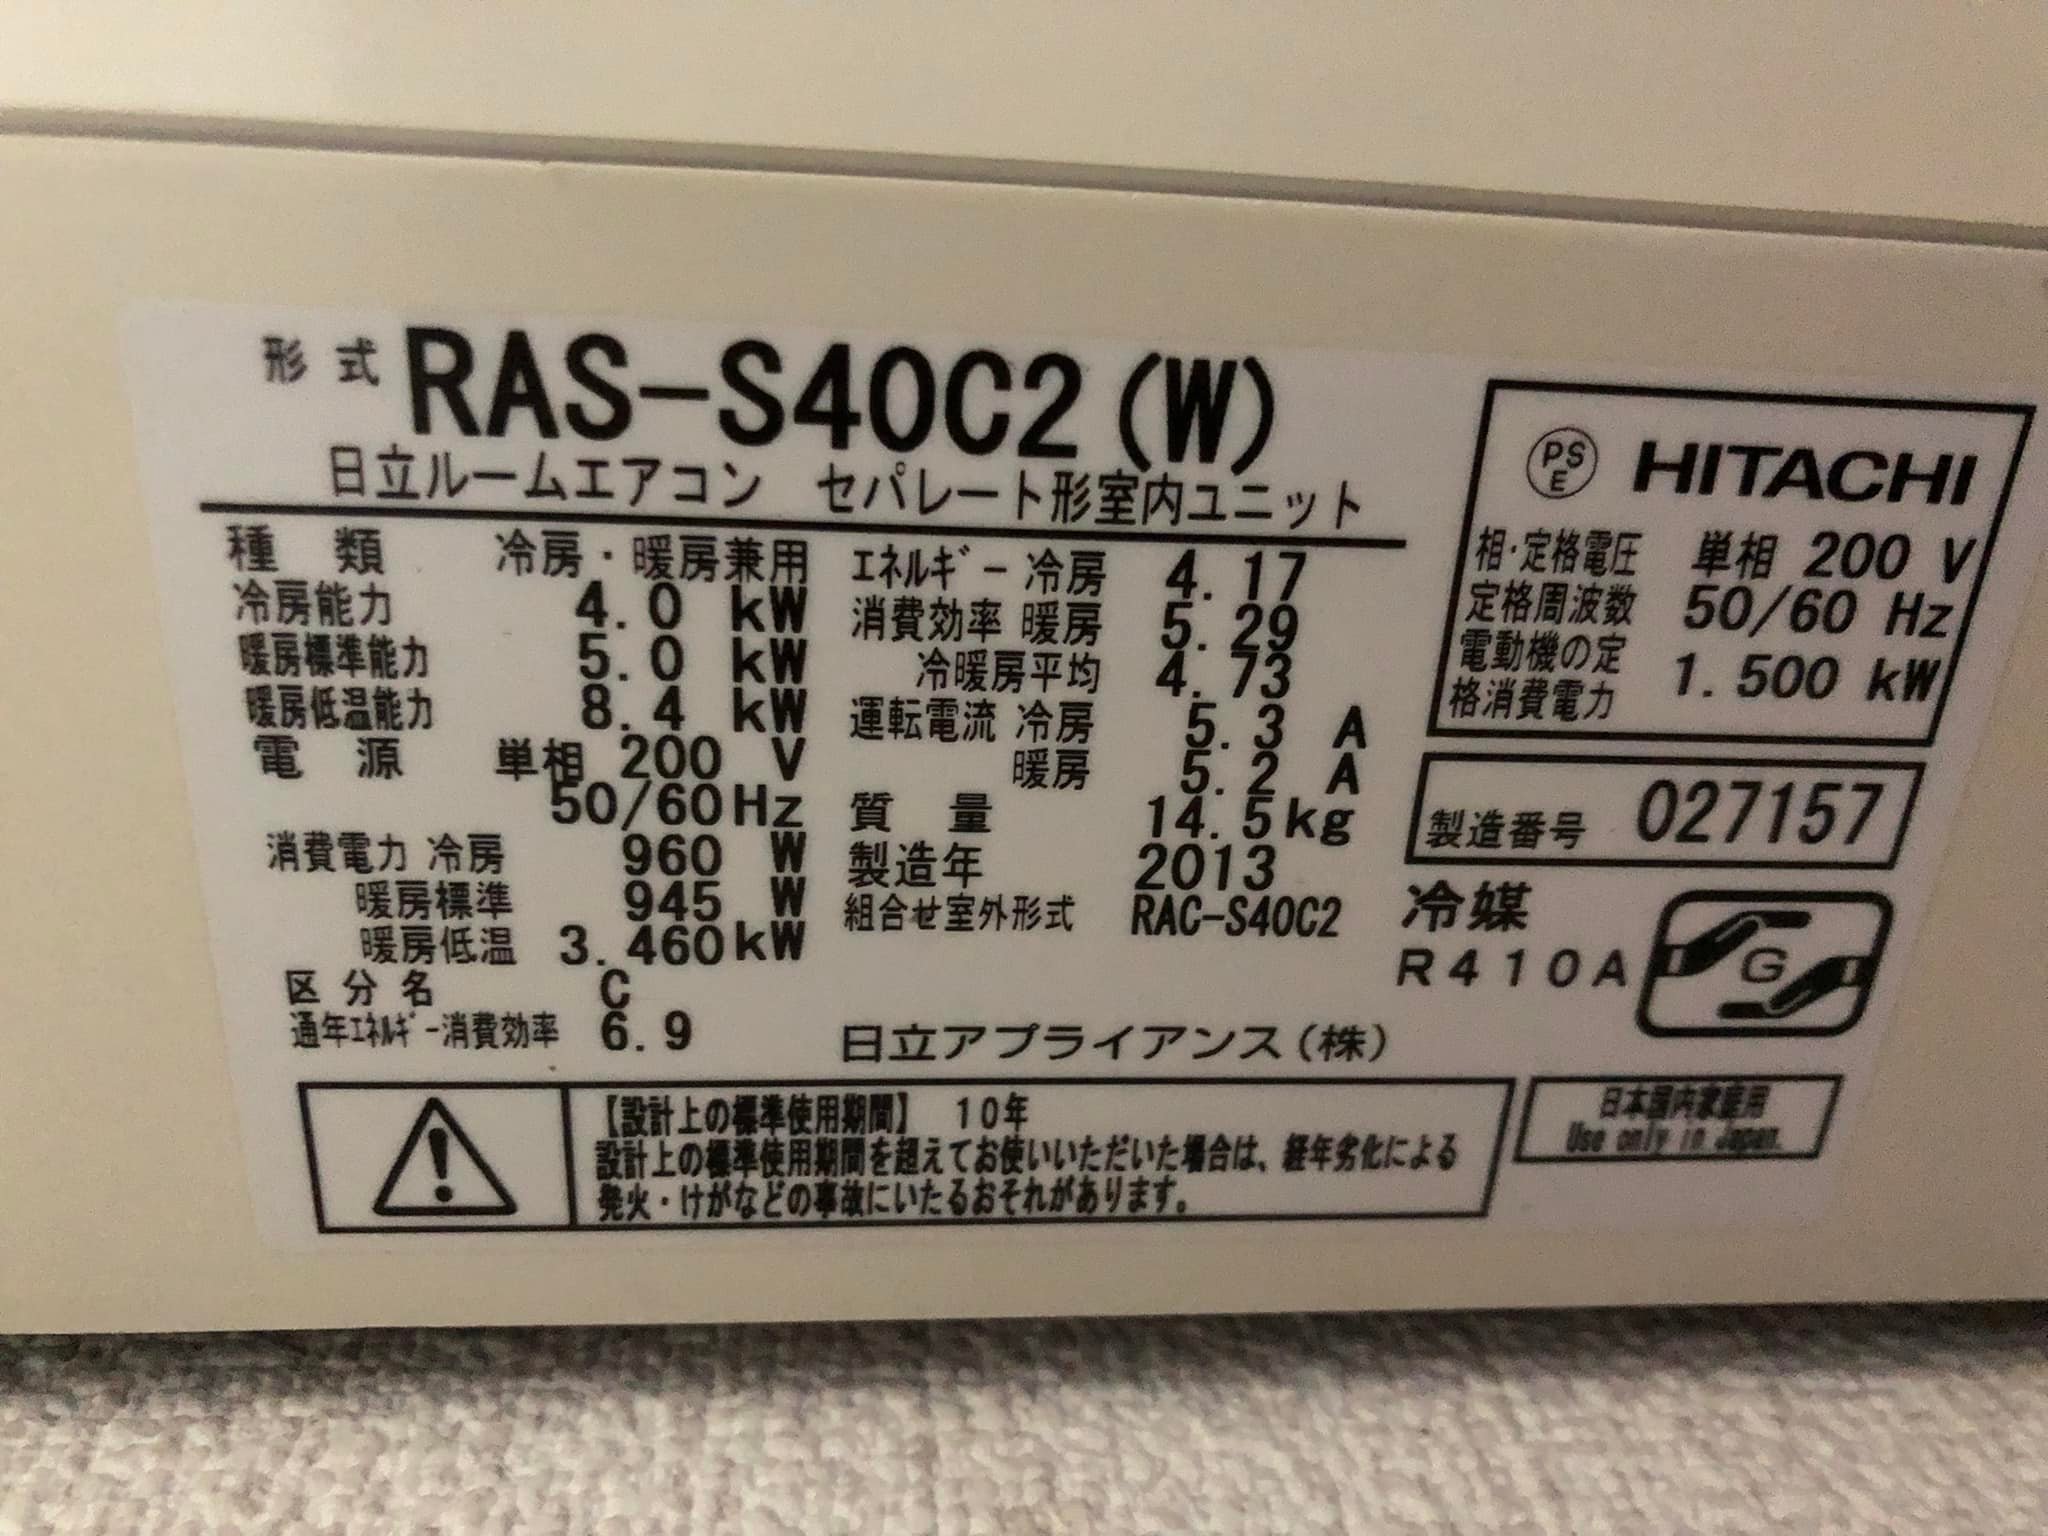 形式 RAS-S40C2(W)
日立ルームエアコン セパレート形室内ユニット
種類 冷房・暖房兼用
冷房能力 4.0 kW
暖房標準能力 5.0 kW
暖房低温能力 8.4 kW
電源 単相 200 V
50/60Hz
消費電力 冷房 960 W
暖房標準 945 W
暖房低温 3.460kW
区分名 C
通年エネルギー消費効率 6.9
エネルギー 冷房 4.17
消費効率 暖房 5.29
冷暖房平均 4.73
運転電流 冷房 5.3 A
暖房 5.2 A
質量 14.5kg
製造年 2013
組合せ室外形式 RAC-S40C2
日立アプライアンス(株)
PSE HITACHI
相・定格電圧 単相 200 V
定格周波数 50/60 Hz
電動機の定
格消費電力 1.500 kW
製造番号 027157
冷媒
R410A
G
【設計上の標準使用期間】 10年
設計上の標準使用期間を超えてお使いいただいた場合は、経年劣化による
発火・けがなどの事故にいたるおそれがあります。
日本国内家庭用
Use only in Japan.